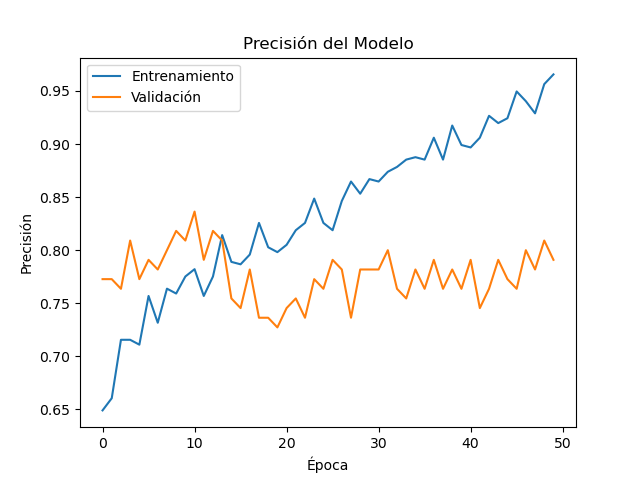 Precisión del Modelo
Entrenamiento
Validación
Precisión
0.95
0.90
0.85
0.80
0.75
0.70
0.65
0 10 20 30 40 50
Época